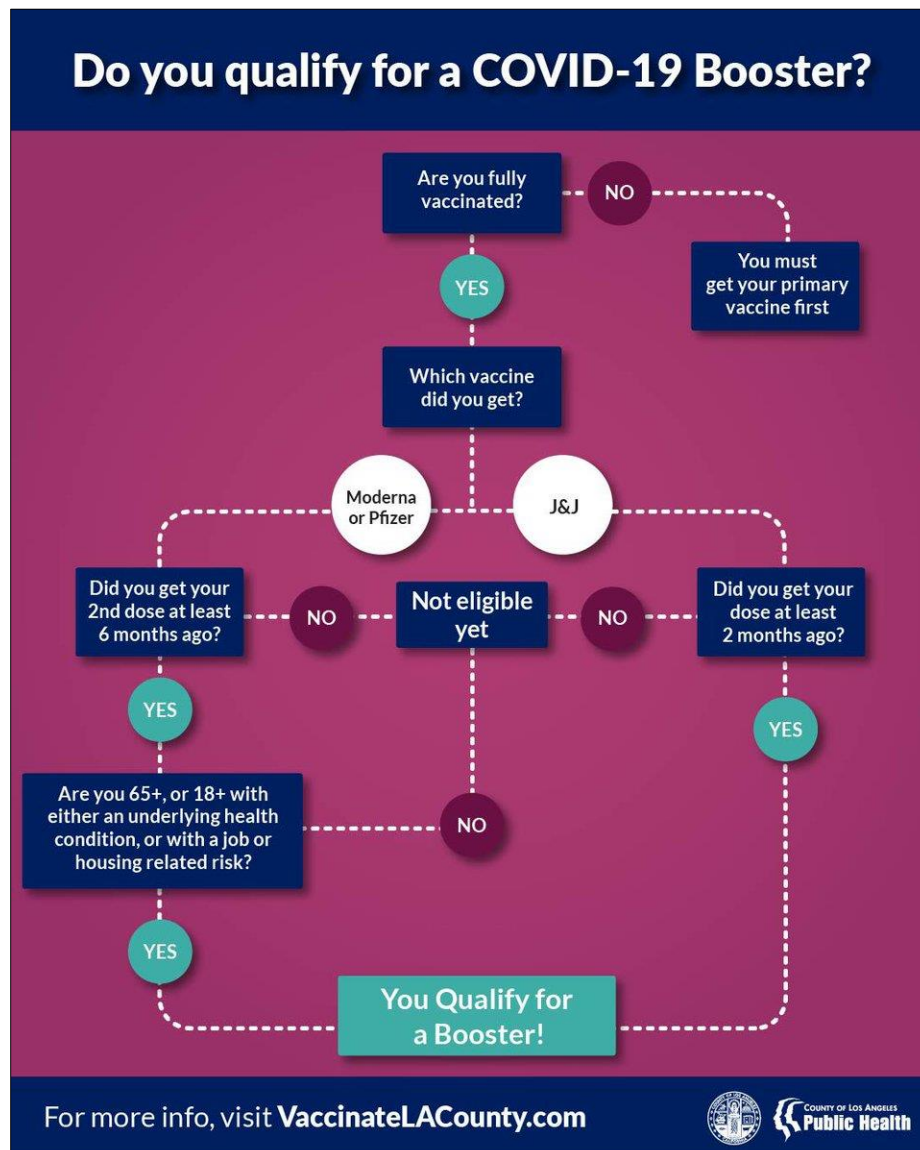 Do you qualify for a COVID-19 Booster?
Are you fully
vaccinated?
NO
You must
get your primary
vaccine first
YES
Which vaccine
did you get?
Moderna
or Pfizer
J&J
Did you get your
2nd dose at least
6 months ago?
NO
Not eligible
yet
NO
Did you get your
dose at least
2 months ago?
YES
YES
Are you 65+, or 18+ with
either an underlying health
condition, or with a job or
housing related risk?
NO
YES
You Qualify for
a Booster!
For more info, visit VaccinateLACounty.com
COUNTY OF LOS ANGELES
Public Health